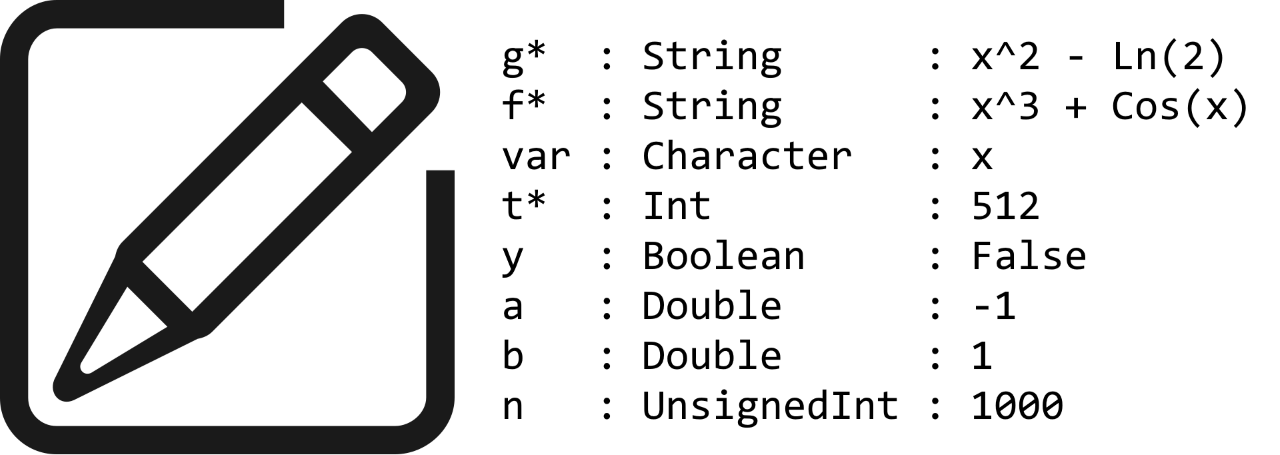 g* : String : x^2 - Ln(2)
f* : String : x^3 + Cos(x)
var : Character : x
t* : Int : 512
y : Boolean : False
a : Double : -1
b : Double : 1
n : UnsignedInt : 1000